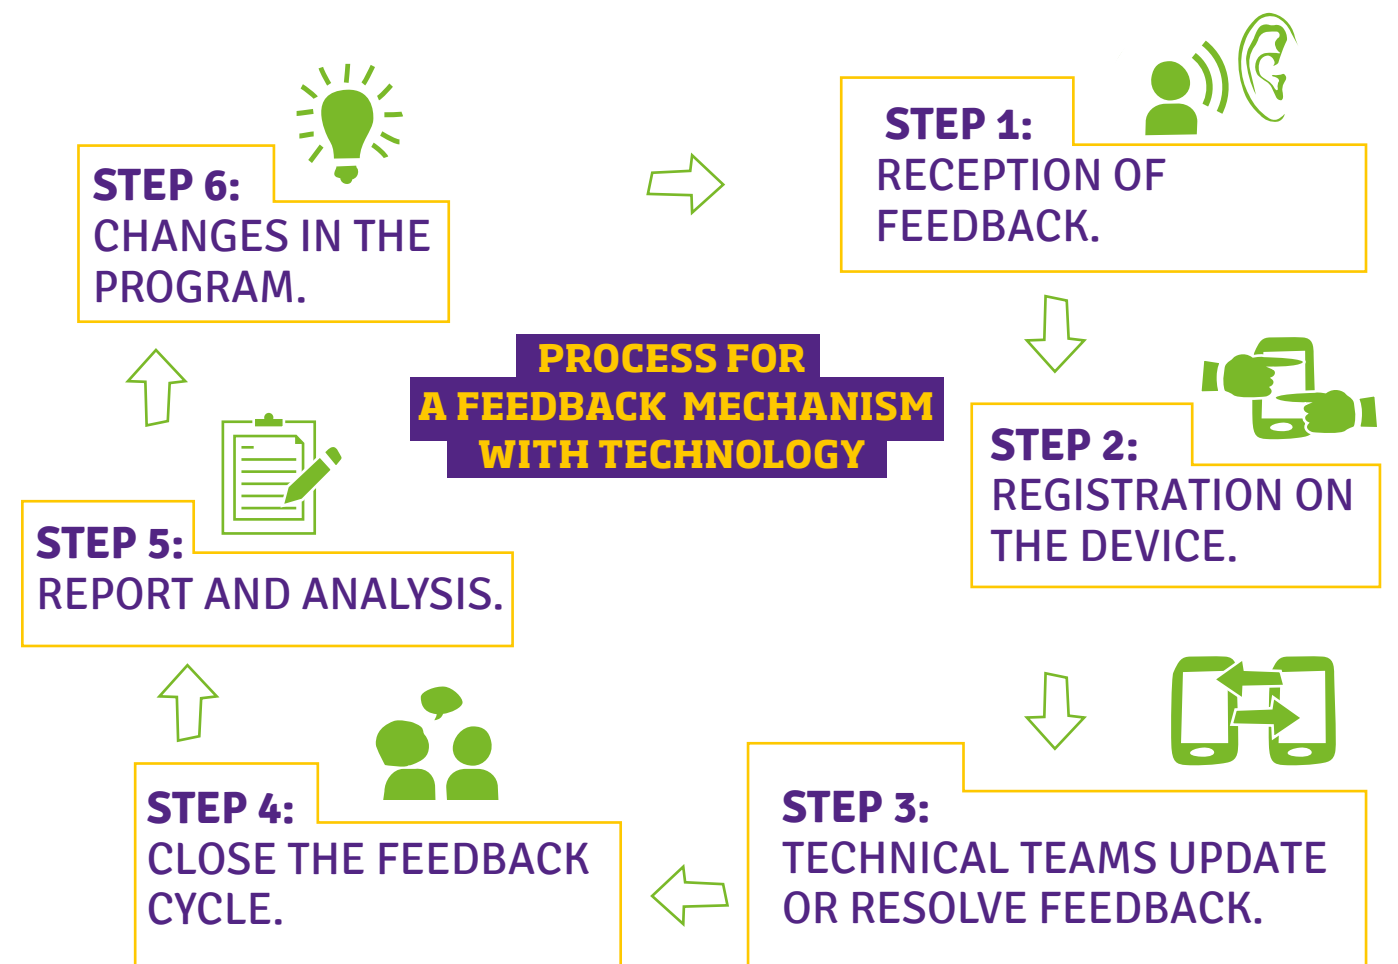 PROCESS FOR
A FEEDBACK MECHANISM
WITH TECHNOLOGY
STEP 1:
RECEPTION OF
FEEDBACK.
STEP 2:
REGISTRATION ON
THE DEVICE.
STEP 3:
TECHNICAL TEAMS UPDATE
OR RESOLVE FEEDBACK.
STEP 4:
CLOSE THE FEEDBACK
CYCLE.
STEP 5:
REPORT AND ANALYSIS.
STEP 6:
CHANGES IN THE
PROGRAM.